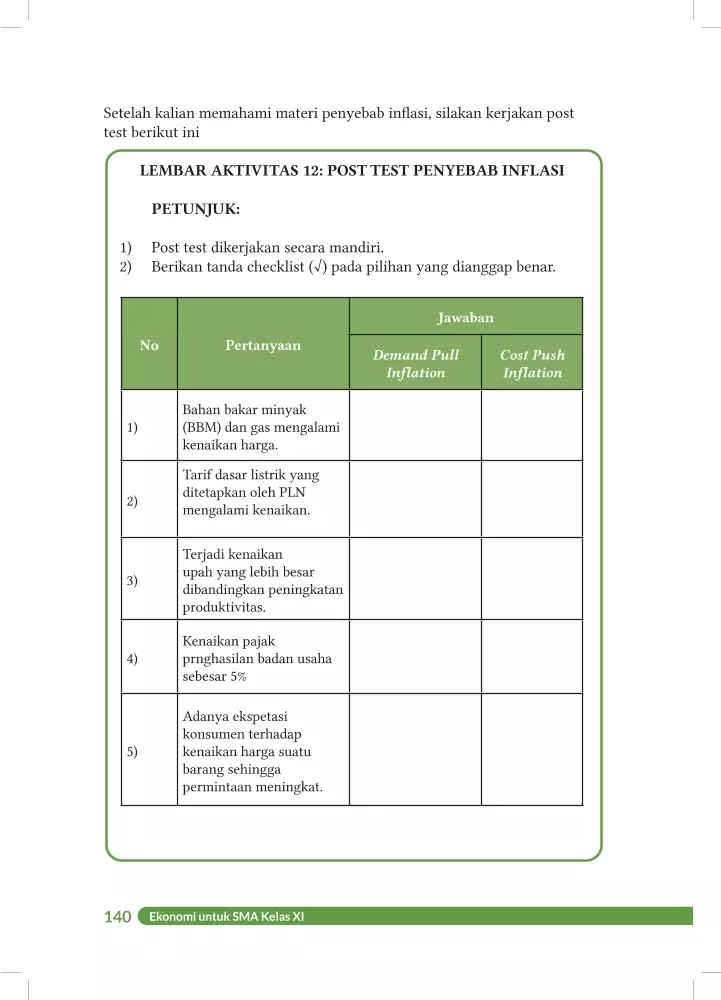 Setelah kalian memahami materi penyebab inflasi, silakan kerjakan post
test berikut ini
LEMBAR AKTIVITAS 12: POST TEST PENYEBAB INFLASI
PETUNJUK:
1) Post test dikerjakan secara mandiri.
2) Berikan tanda checklist (√) pada pilihan yang dianggap benar.
No
Pertanyaan
Jawaban
Demand Pull
Inflation
Cost Push
Inflation
1)
Bahan bakar minyak
(BBM) dan gas mengalami
kenaikan harga.
2)
Tarif dasar listrik yang
ditetapkan oleh PLN
mengalami kenaikan.
3)
Terjadi kenaikan
upah yang lebih besar
dibandingkan peningkatan
produktivitas.
4)
Kenaikan pajak
prnghasilan badan usaha
sebesar 5%
5)
Adanya ekspetasi
konsumen terhadap
kenaikan harga suatu
barang sehingga
permintaan meningkat.
140 Ekonomi untuk SMA Kelas XI